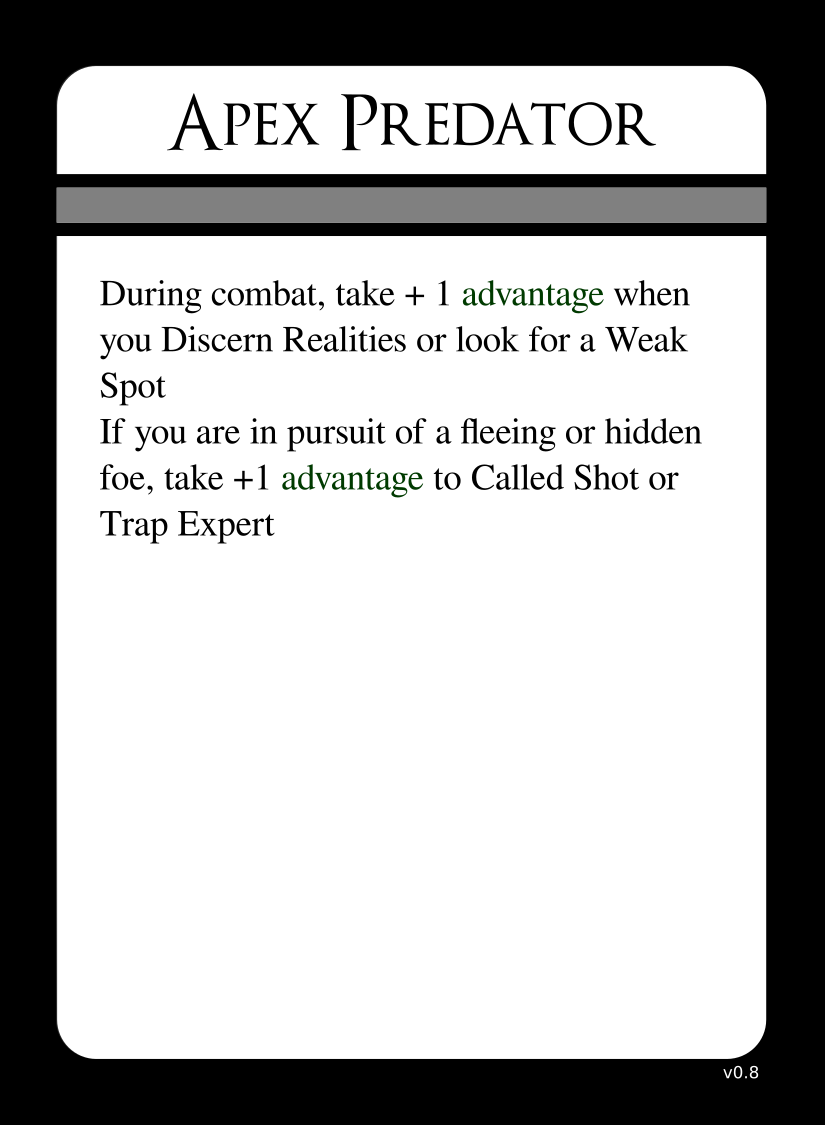 Apex Predator
During combat, take + 1 advantage when
you Discern Realities or look for a Weak
Spot
If you are in pursuit of a fleeing or hidden
foe, take +1 advantage to Called Shot or
Trap Expert
v0.8